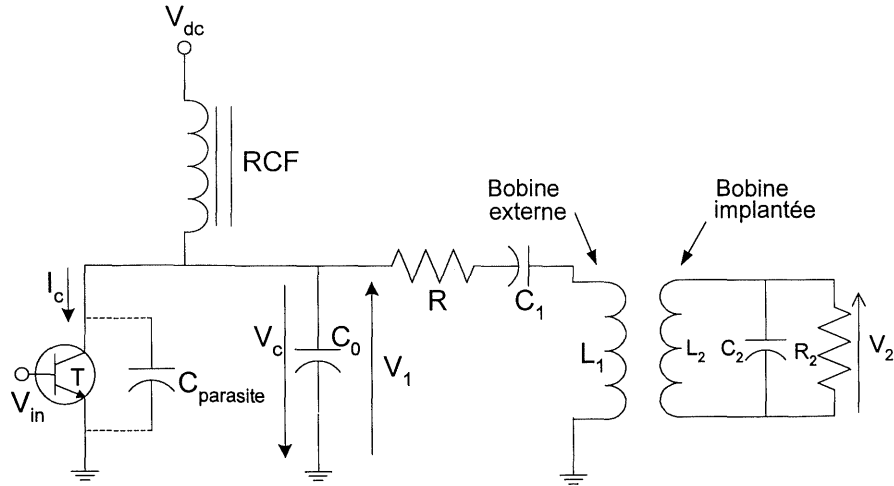 V_dc
RCF
Bobine
externe
Bobine
implantée
I_c
V_c
C_0
V_1
R
C_1
L_1
L_2
C_2
R_2
V_2
T
C_parasite
V_in